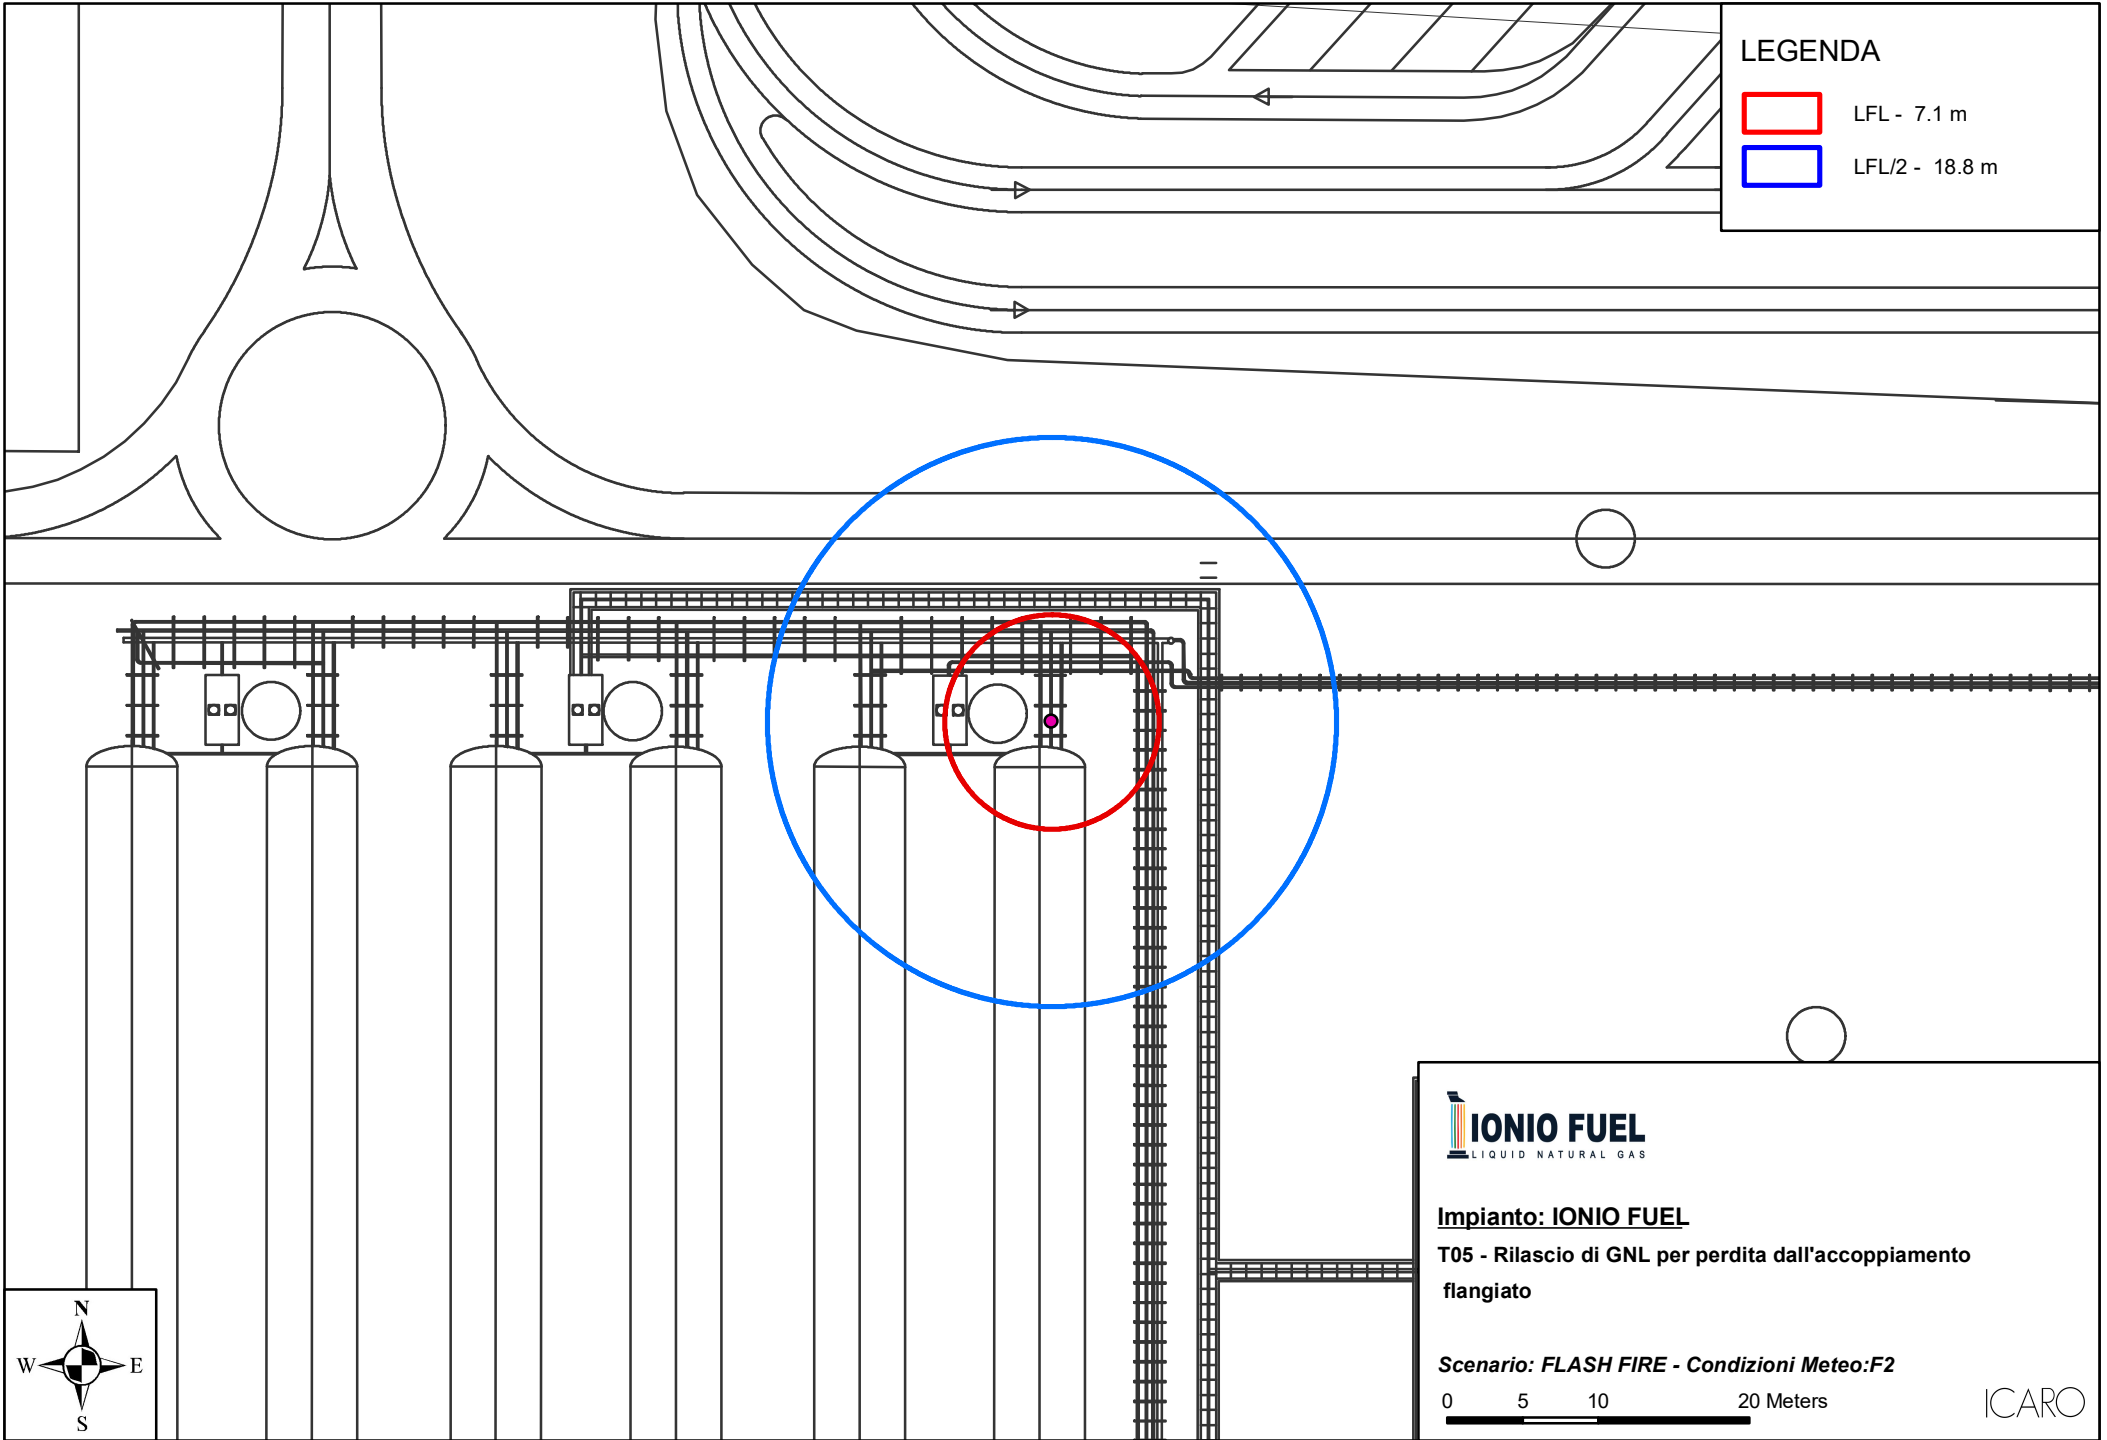 LEGENDA
LFL - 7.1 m
LFL/2 - 18.8 m
IONIO FUEL
LIQUID NATURAL GAS
Impianto: IONIO FUEL
T05 - Rilascio di GNL per perdita dall'accoppiamento
flangiato
Scenario: FLASH FIRE - Condizioni Meteo:F2
0 5 10 20 Meters
ICARO
N
W E
S